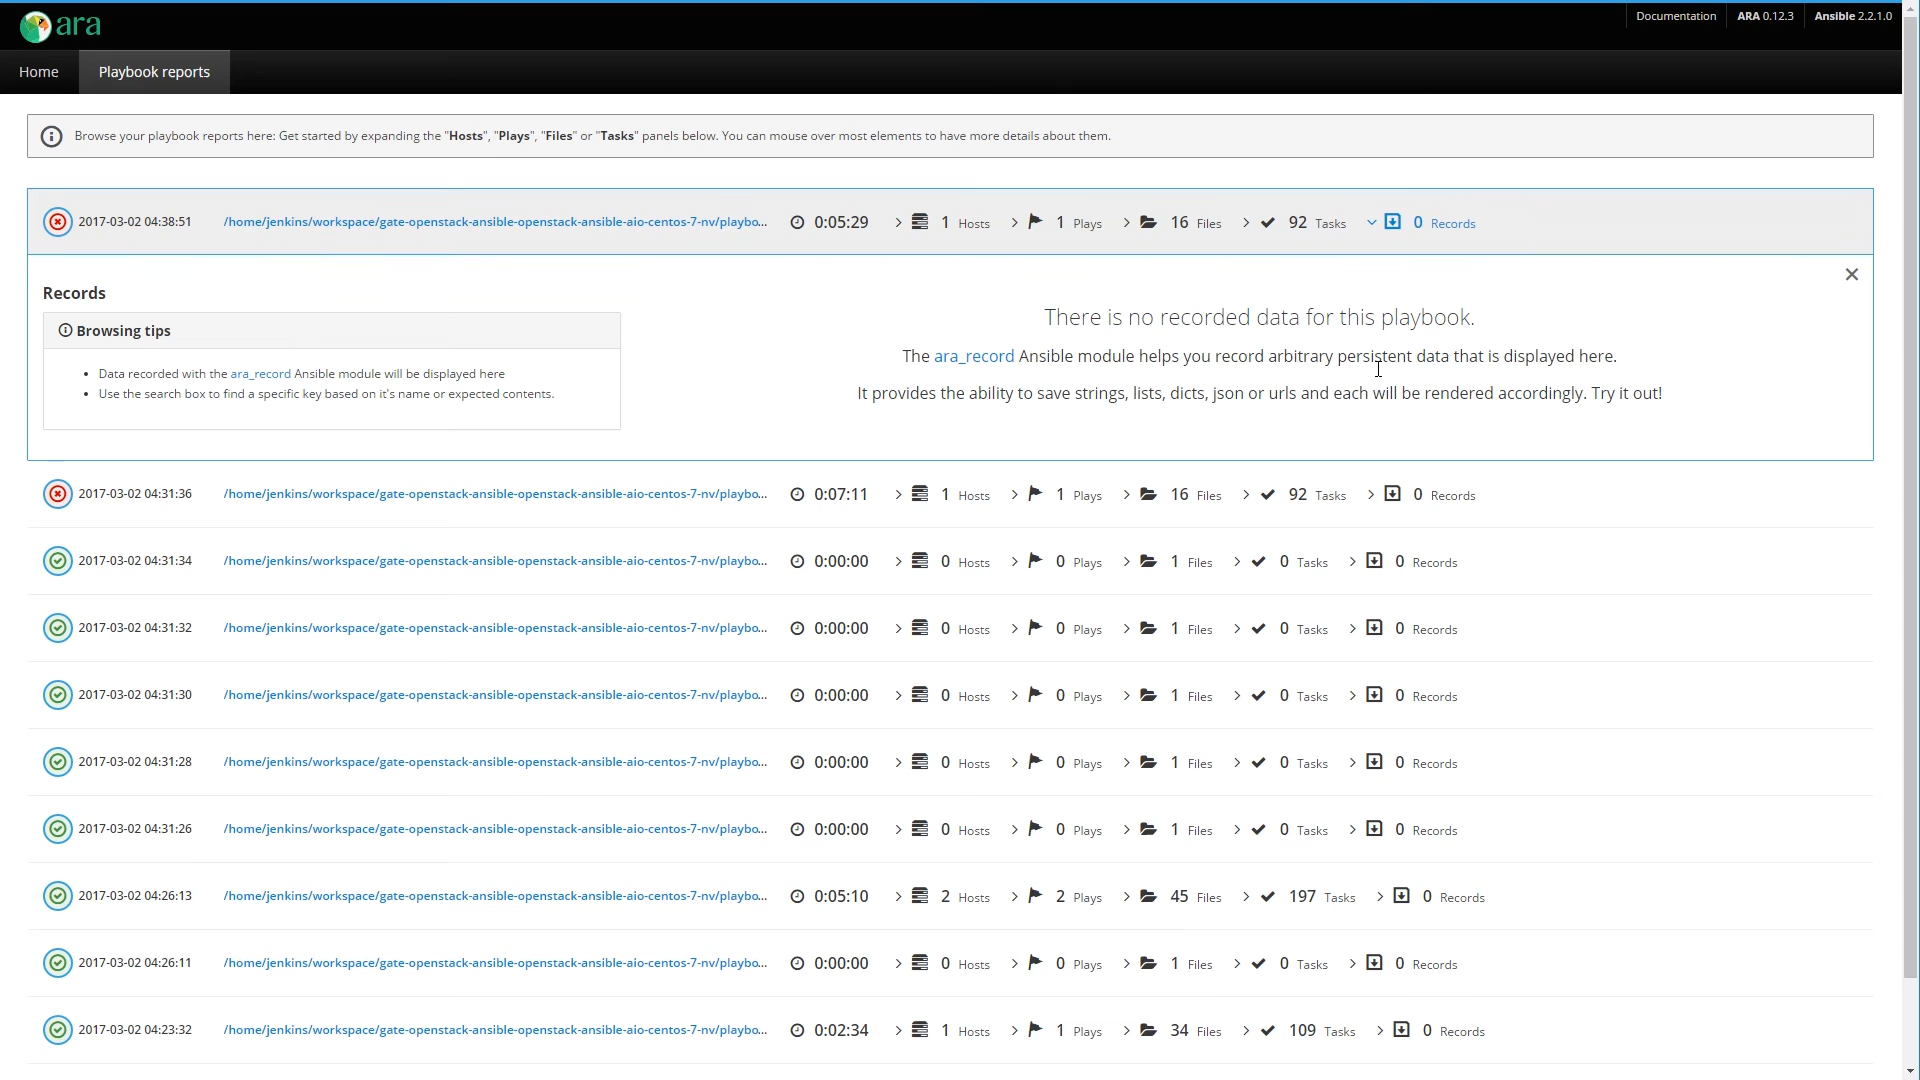 ara
Documentation ARA 0.12.3 Ansible 2.2.1.0
Home Playbook reports
Browse your playbook reports here: Get started by expanding the "Hosts", "Plays", "Files" or "Tasks" panels below. You can mouse over most elements to have more details about them.
2017-03-02 04:38:51 /home/jenkins/workspace/gate-openstack-ansible-openstack-ansible-aio-centos-7-nv/playbo... 0:05:29 1 Hosts 1 Plays 16 Files 92 Tasks 0 Records
Records
Browsing tips
Data recorded with the ara_record Ansible module will be displayed here
Use the search box to find a specific key based on it's name or expected contents.
There is no recorded data for this playbook.
The ara_record Ansible module helps you record arbitrary persistent data that is displayed here.
It provides the ability to save strings, lists, dicts, json or urls and each will be rendered accordingly. Try it out!
2017-03-02 04:31:36 /home/jenkins/workspace/gate-openstack-ansible-openstack-ansible-aio-centos-7-nv/playbo... 0:07:11 1 Hosts 1 Plays 16 Files 92 Tasks 0 Records
2017-03-02 04:31:34 /home/jenkins/workspace/gate-openstack-ansible-openstack-ansible-aio-centos-7-nv/playbo... 0:00:00 0 Hosts 0 Plays 1 Files 0 Tasks 0 Records
2017-03-02 04:31:32 /home/jenkins/workspace/gate-openstack-ansible-openstack-ansible-aio-centos-7-nv/playbo... 0:00:00 0 Hosts 0 Plays 1 Files 0 Tasks 0 Records
2017-03-02 04:31:30 /home/jenkins/workspace/gate-openstack-ansible-openstack-ansible-aio-centos-7-nv/playbo... 0:00:00 0 Hosts 0 Plays 1 Files 0 Tasks 0 Records
2017-03-02 04:31:28 /home/jenkins/workspace/gate-openstack-ansible-openstack-ansible-aio-centos-7-nv/playbo... 0:00:00 0 Hosts 0 Plays 1 Files 0 Tasks 0 Records
2017-03-02 04:31:26 /home/jenkins/workspace/gate-openstack-ansible-openstack-ansible-aio-centos-7-nv/playbo... 0:00:00 0 Hosts 0 Plays 1 Files 0 Tasks 0 Records
2017-03-02 04:26:13 /home/jenkins/workspace/gate-openstack-ansible-openstack-ansible-aio-centos-7-nv/playbo... 0:05:10 2 Hosts 2 Plays 45 Files 197 Tasks 0 Records
2017-03-02 04:26:11 /home/jenkins/workspace/gate-openstack-ansible-openstack-ansible-aio-centos-7-nv/playbo... 0:00:00 0 Hosts 0 Plays 1 Files 0 Tasks 0 Records
2017-03-02 04:23:32 /home/jenkins/workspace/gate-openstack-ansible-openstack-ansible-aio-centos-7-nv/playbo... 0:02:34 1 Hosts 1 Plays 34 Files 109 Tasks 0 Records